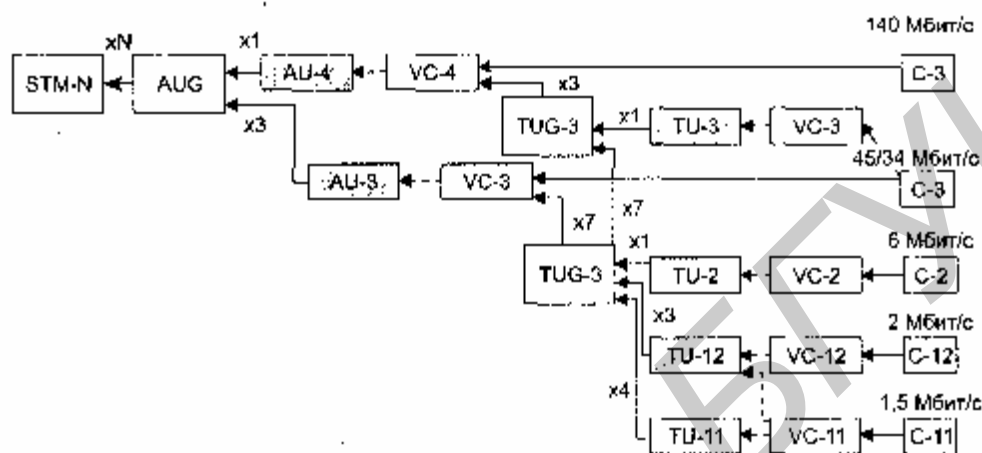 140 Мбит/с
xN
x1
STM-N
AUG
AU-4
VC-4
C-3
x3
x3
TUG-3
x1
TU-3
VC-3
45/34 Мбит/с
AU-3
VC-3
C-3
x7
x7
6 Мбит/с
TUG-3
x1
TU-2
VC-2
C-2
x3
2 Мбит/с
TU-12
VC-12
C-12
x4
1,5 Мбит/с
TU-11
VC-11
C-11
БГУ